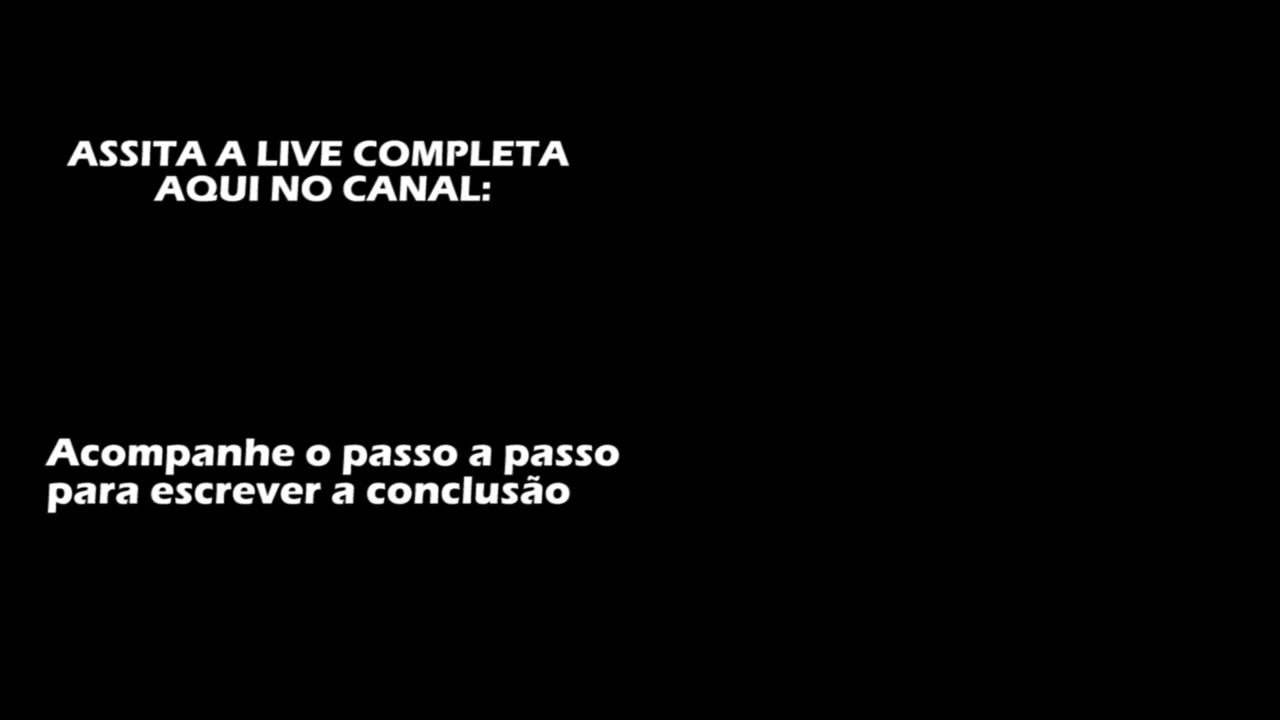 ASSITA A LIVE COMPLETA
AQUI NO CANAL:
Acompanhe o passo a passo
para escrever a conclusão